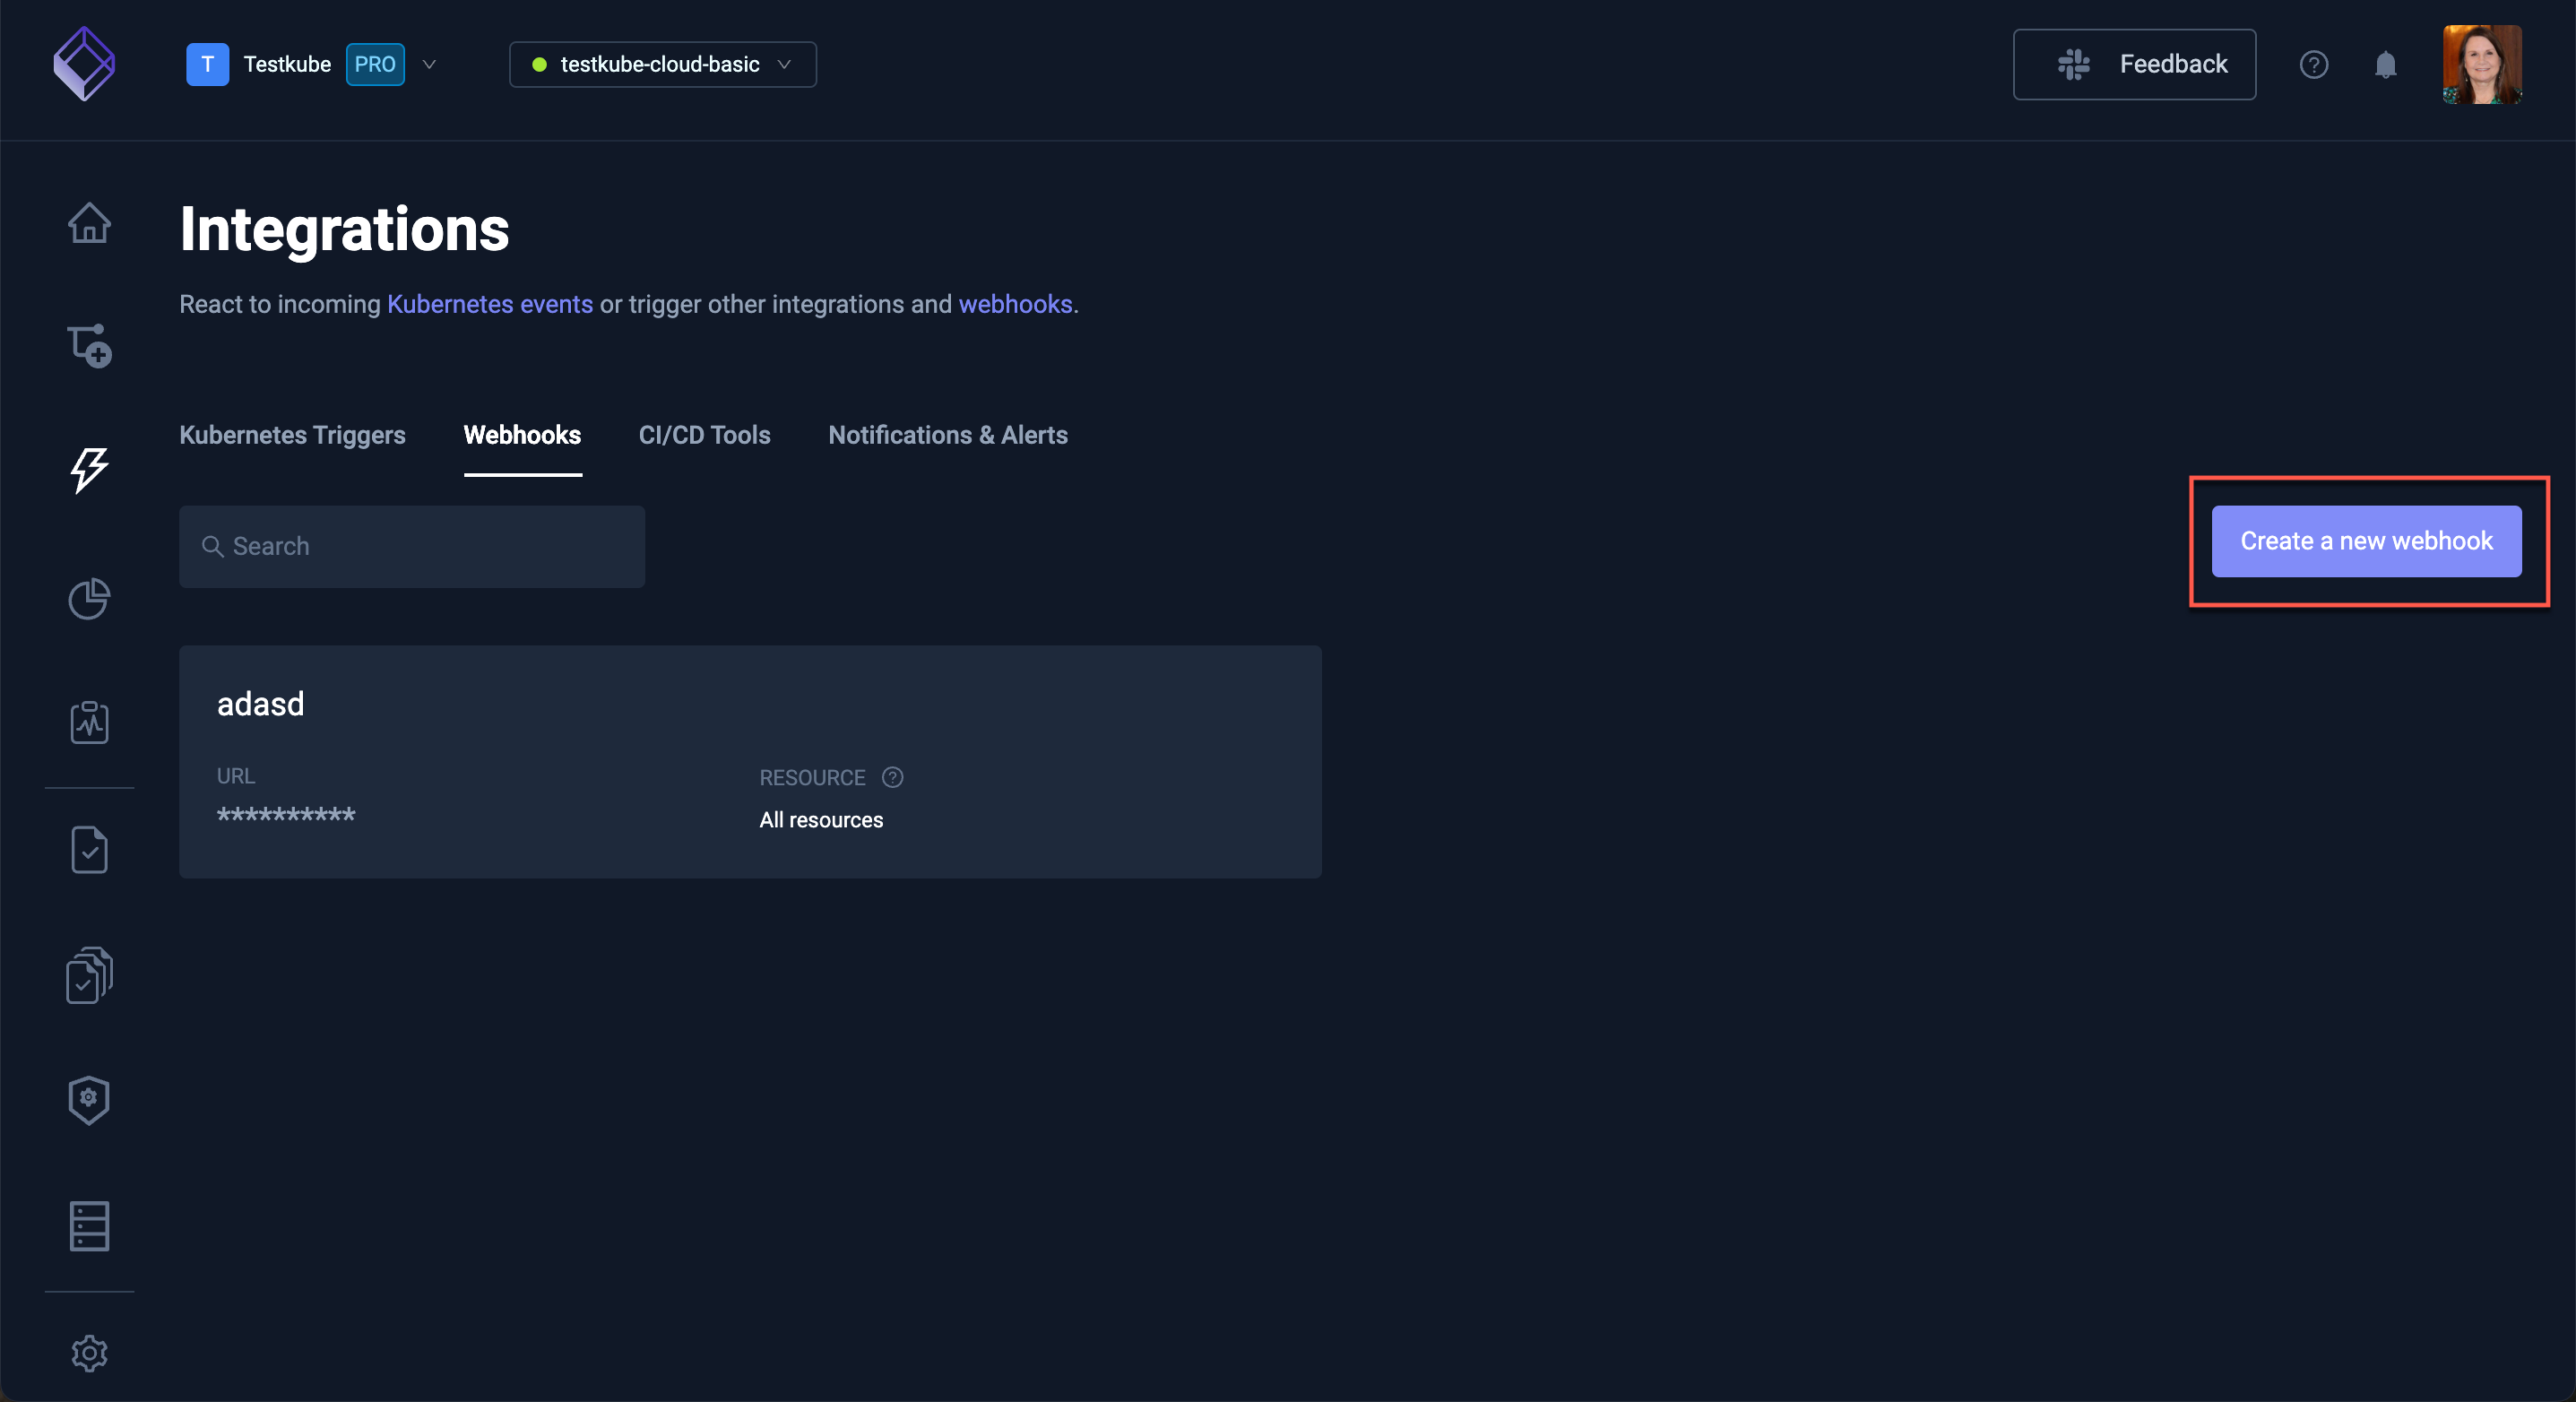 T Testkube PRO
testkube-cloud-basic
Feedback
Integrations
React to incoming Kubernetes events or trigger other integrations and webhooks.
Kubernetes Triggers Webhooks CI/CD Tools Notifications & Alerts
Search
Create a new webhook
adasd
URL
**********
RESOURCE
All resources